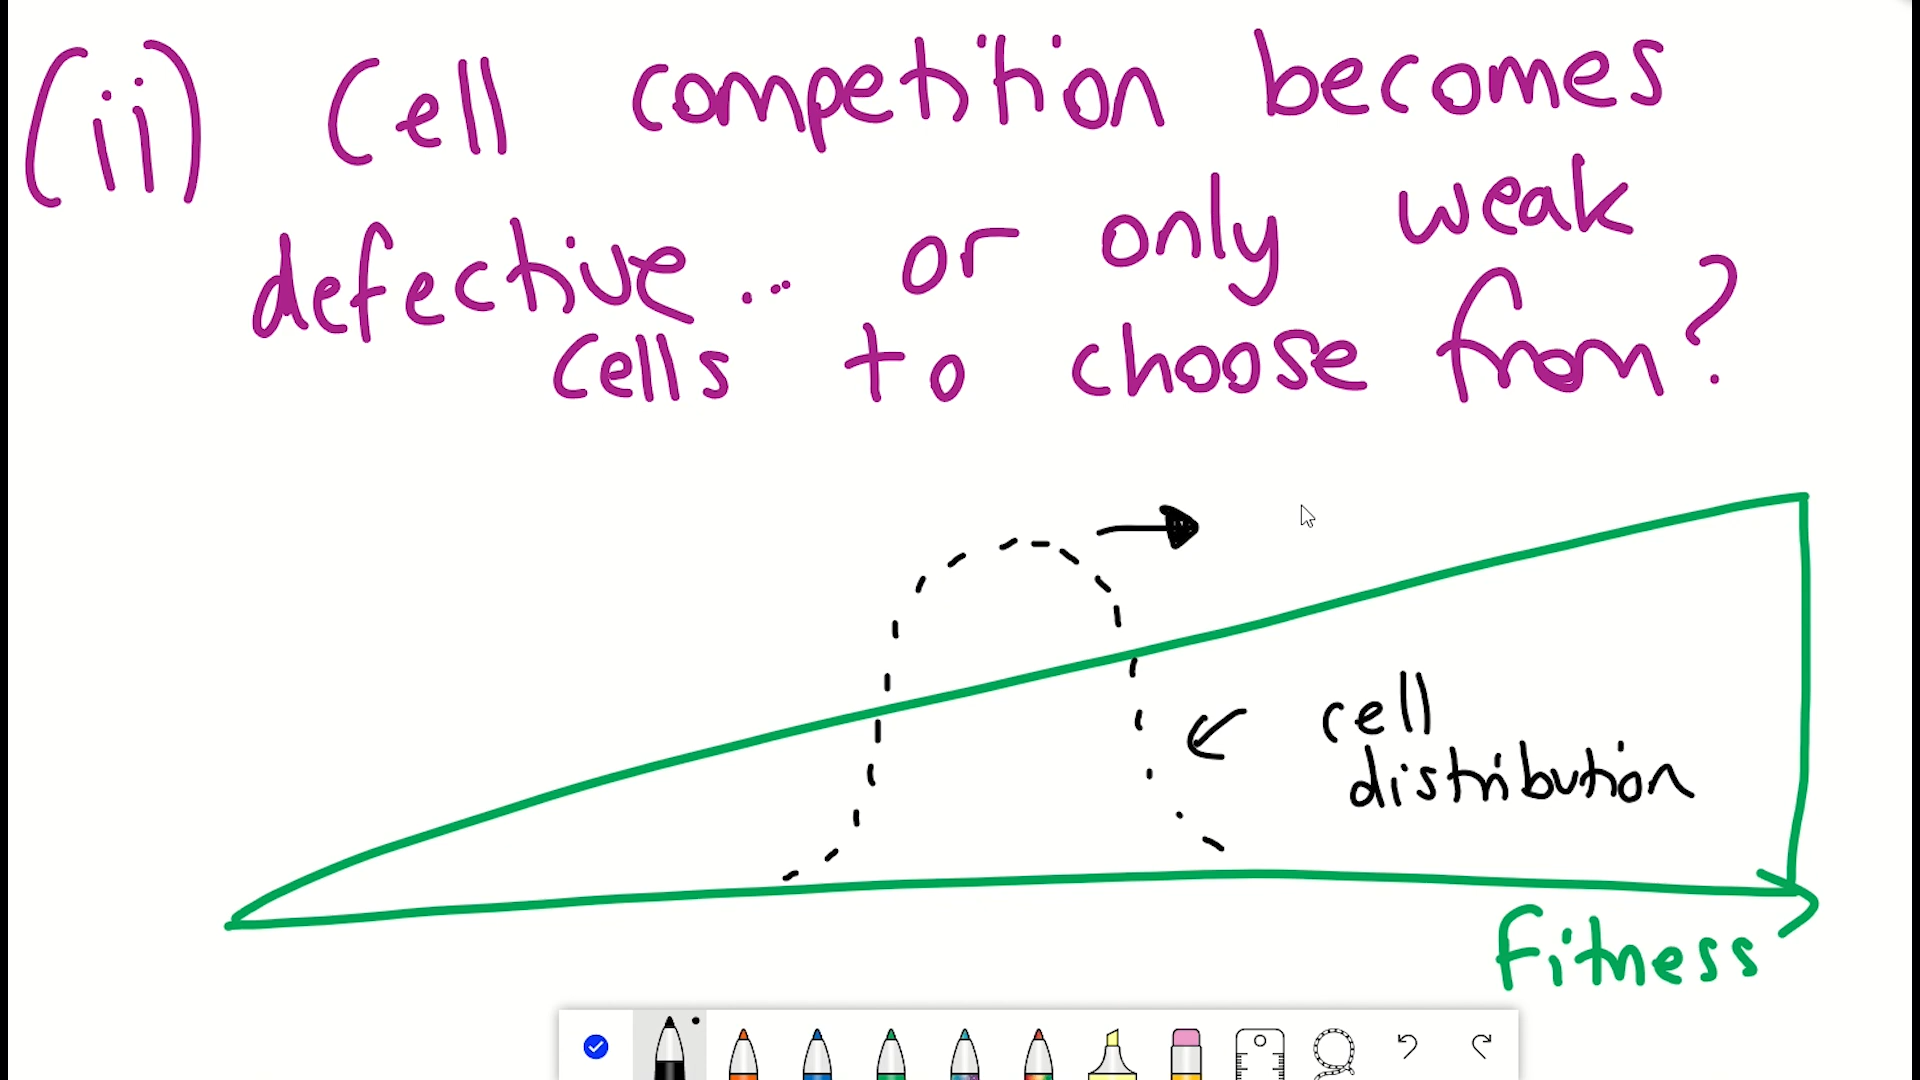 (ii) Cell competition becomes
defective... or only weak
cells to choose from?
cell
distribution
Fitness